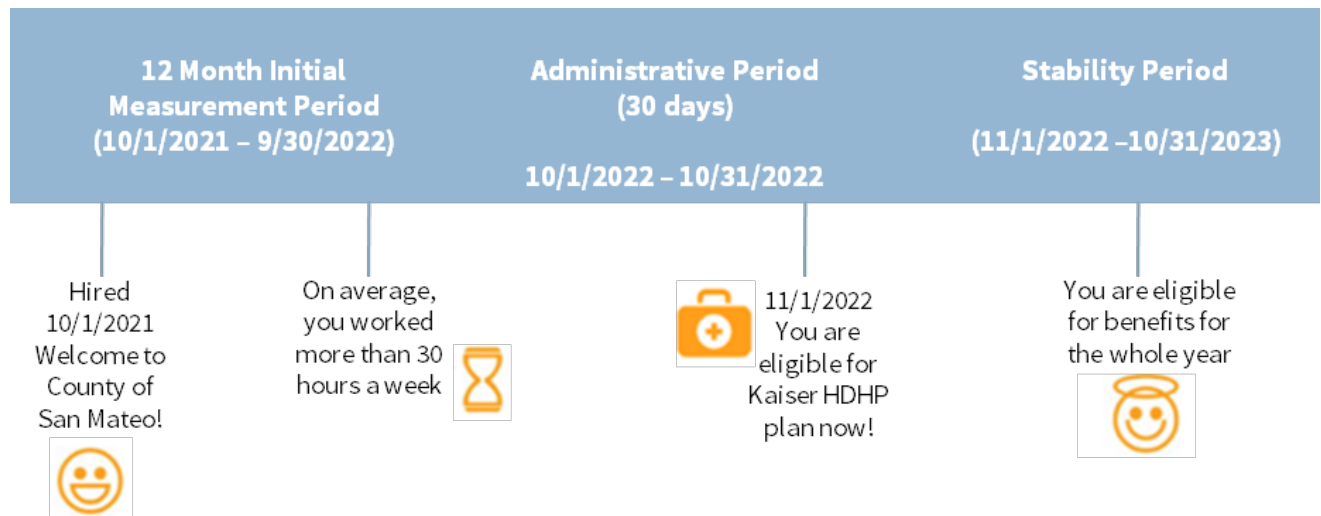 12 Month Initial
Measurement Period
(10/1/2021 – 9/30/2022)
Administrative Period
(30 days)
10/1/2022 – 10/31/2022
Stability Period
(11/1/2022 –10/31/2023)
Hired
10/1/2021
Welcome to
County of
San Mateo!
On average,
you worked
more than 30
hours a week
11/1/2022
You are
eligible for
Kaiser HDHP
plan now!
You are eligible
for benefits for
the whole year